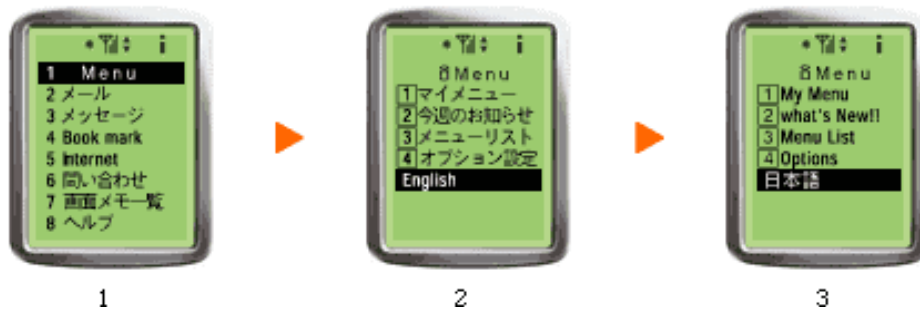 1 Menu
2 メール
3 メッセージ
4 Book mark
5 Internet
6 問い合わせ
7 画面メモ一覧
8 ヘルプ
1
8Menu
1 マイメニュー
2 今週のお知らせ
3 メニューリスト
4 オプション設定
English
2
8Menu
1 My Menu
2 what's New!!
3 Menu List
4 Options
日本語
3